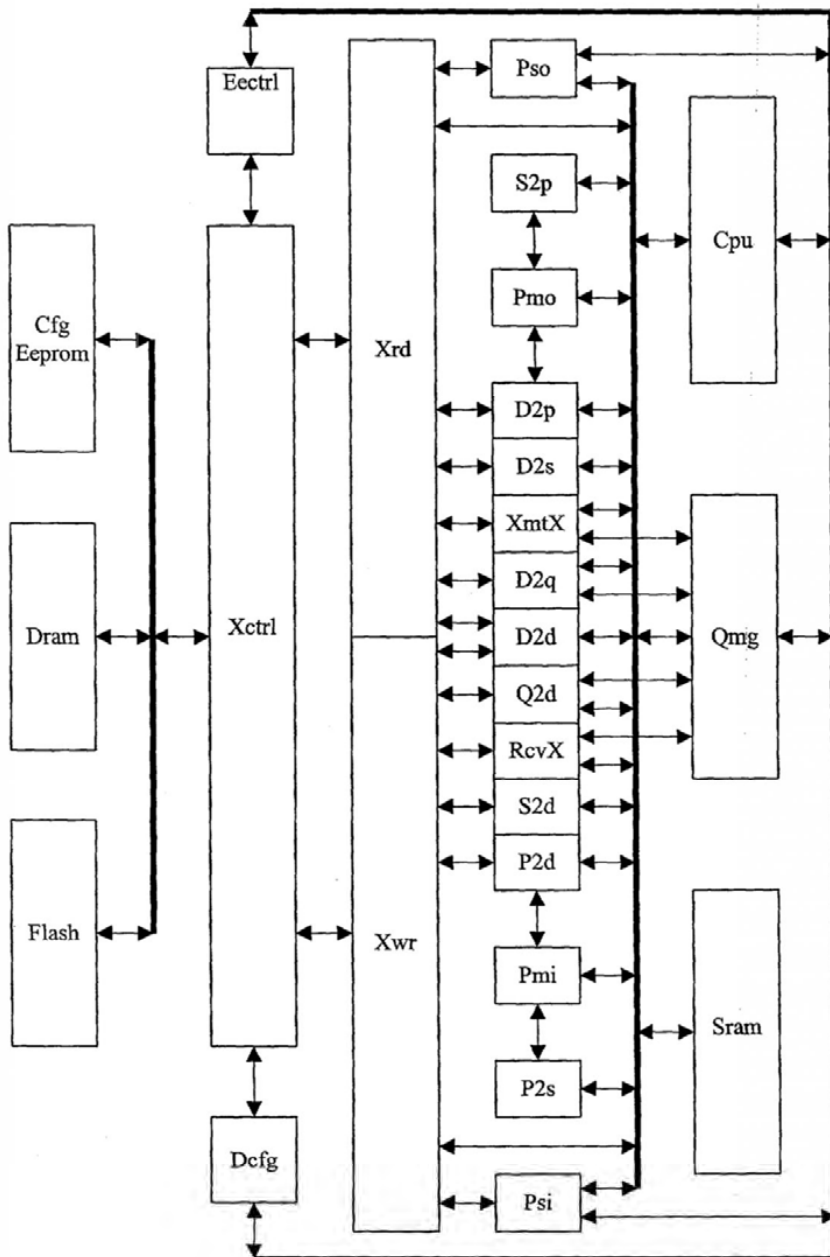 Eectrl
Pso
S2p
Cpu
Cfg
Eeprom
Pmo
Xrd
D2p
D2s
XmtX
D2q
Dram
Xctrl
D2d
Qmg
Q2d
RcvX
S2d
P2d
Flash
Xwr
Pmi
Sram
P2s
Dcfg
Psi